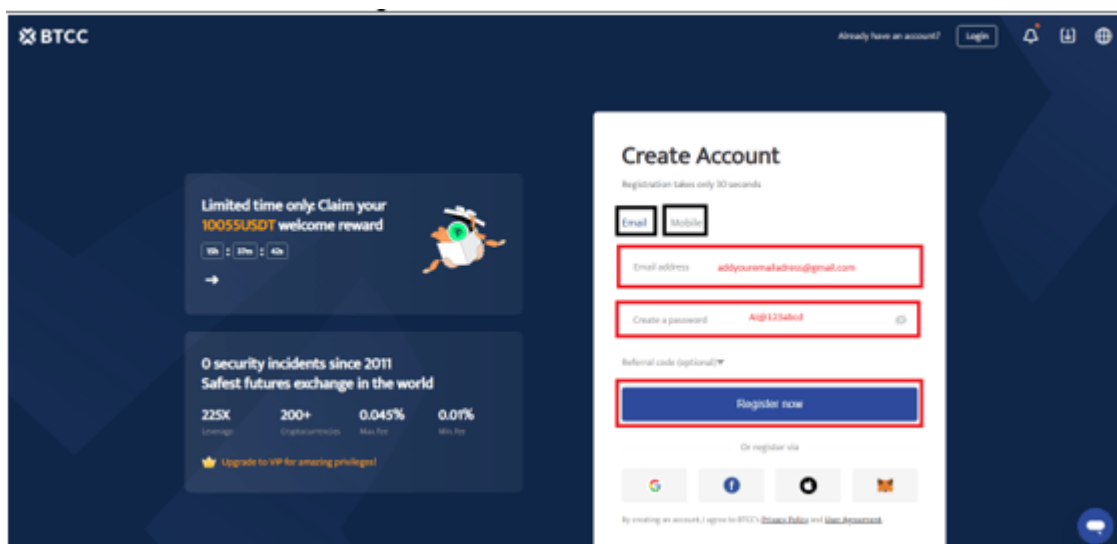 BTCC
Already have an account?
Login
Create Account
Registration takes only 30 seconds
Email
Mobile
Limited time only: Claim your
10055USDT welcome reward
15h : 37m : 42s
Email address
addyouremailadress@gmail.com
Create a password
A@123abcd
Referral code (optional)
0 security incidents since 2011
Safest futures exchange in the world
225X
200+
0.045%
0.01%
Leverage
Cryptocurrencies
Max fee
Min fee
Upgrade to VIP for amazing privileges!
Register now
Or register via
By creating an account, I agree to BTCC's Privacy Policy and User Agreement.